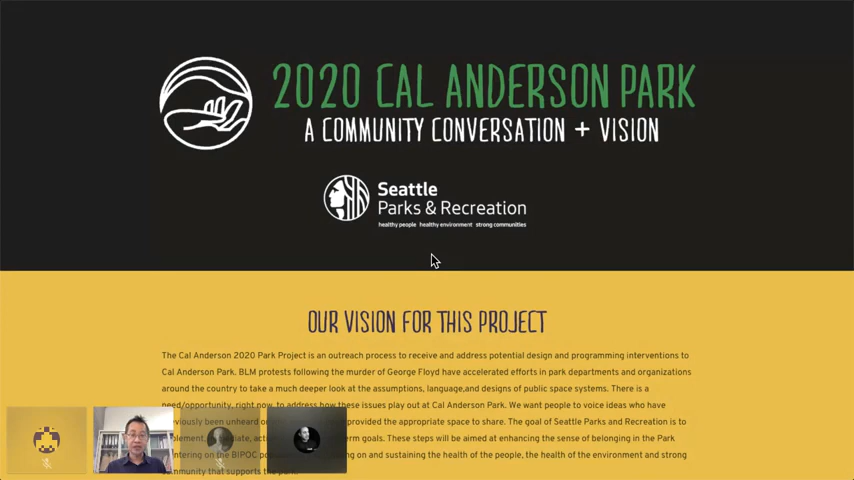 2020 CAL ANDERSON PARK
A COMMUNITY CONVERSATION + VISION
Seattle
Parks & Recreation
healthy people healthy environment strong communities
OUR VISION FOR THIS PROJECT
The Cal Anderson 2020 Park Project is an outreach process to receive and address potential design and programming interventions to
Cal Anderson Park. BLM protests following the murder of George Floyd have accelerated efforts in park departments and organizations
around the country to take a much deeper look at the assumptions, language,and designs of public space systems. There is a
need/opportunity, right now, to address how these issues play out at Cal Anderson Park. We want people to voice ideas who have
been unheard provided the appropriate space to share. The goal of Seattle Parks and Recreation is to
term goals. These steps will be aimed at enhancing the sense of belonging in the Park
on the BIPOC on and sustaining the health of the people, the health of the environment and strong
that supports the